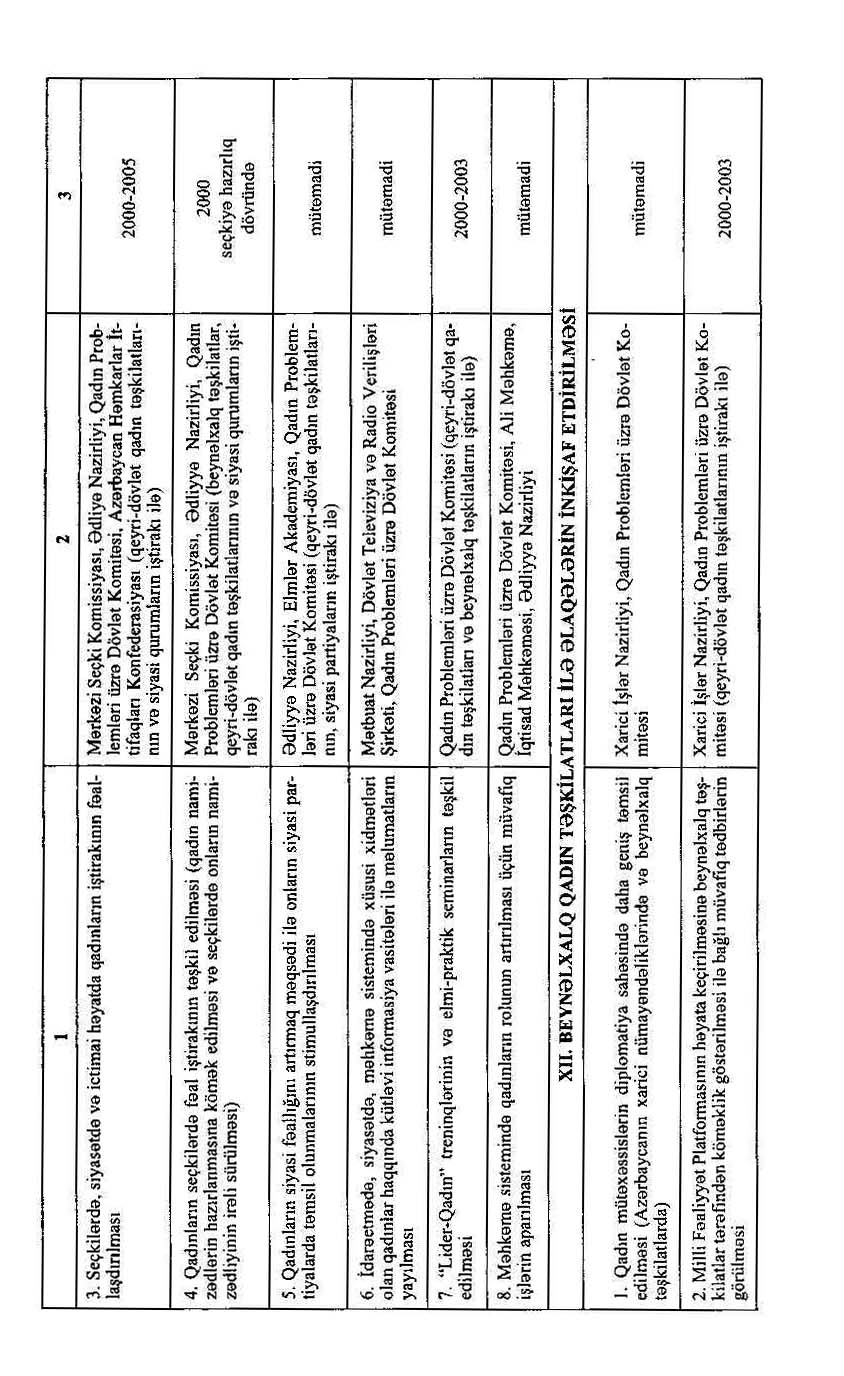 1
2
3
3. Seçkilərdə, siyasətdə və ictimai həyatda qadınların iştirakının fəal-
laşdırılması
Mərkəzi Seçki Komissiyası, Ədliyə Nazirliyi, Qadın Prob-
lemləri üzrə Dövlət Komitəsi, Azərbaycan Həmkarlar İt-
tifaqları Konfederasiyası (qeyri-dövlət qadın təşkilatları-
nın və siyasi qurumların iştirakı ilə)
2000-2005
4. Qadınların seçkilərdə fəal iştirakının təşkil edilməsi (qadın nami-
zədlərin hazırlanmasına kömək edilməsi və seçkilərdə onların nami-
zədliyinin irəli sürülməsi)
Mərkəzi Seçki Komissiyası, Ədliyyə Nazirliyi, Qadın
Problemləri üzrə Dövlət Komitəsi (beynəlxalq təşkilatlar,
qeyri-dövlət qadın təşkilatlarının və siyasi qurumların işti-
rakı ilə)
2000
seçkiyə hazırlıq
dövründə
5. Qadınların siyasi fəallığını artırmaq məqsədi ilə onların siyasi par-
tiyalarda təmsil olunmalarının stimullaşdırılması
Ədliyyə Nazirliyi, Elmlər Akademiyası, Qadın Problem-
ləri üzrə Dövlət Komitəsi (qeyri-dövlət qadın təşkilatları-
nın, siyasi partiyaların iştirakı ilə)
mütəmadi
6. İdarəetmədə, siyasətdə, məhkəmə sistemində xüsusi xidmətləri
olan qadınlar haqqında kütləvi informasiya vasitələri ilə məlumatların
yayılması
Mətbuat Nazirliyi, Dövlət Televiziya və Radio Verilişləri
Şirkəti, Qadın Problemləri üzrə Dövlət Komitəsi
mütəmadi
7. “Lider-Qadın” treninqlərinin və elmi-praktik seminarların təşkil
edilməsi
Qadın Problemləri üzrə Dövlət Komitəsi (qeyri-dövlət qa-
dın təşkilatları və beynəlxalq təşkilatların iştirakı ilə)
2000-2003
8. Məhkəmə sistemində qadınların rolunun artırılması üçün müvafiq
işlərin aparılması
Qadın Problemləri üzrə Dövlət Komitəsi, Ali Məhkəmə,
İqtisad Məhkəməsi, Ədliyyə Nazirliyi
mütəmadi
XII. BEYNƏLXALQ QADIN TƏŞKİLATLARI İLƏ ƏLAQƏLƏRİN İNKİŞAF ETDİRİLMƏSİ
1. Qadın mütəxəssislərin diplomatiya sahəsində daha geniş təmsil
edilməsi (Azərbaycanın xarici nümayəndəliklərində və beynəlxalq
təşkilatlarda)
Xarici İşlər Nazirliyi, Qadın Problemləri üzrə Dövlət Ko-
mitəsi
mütəmadi
2. Milli Fəaliyyət Platformasının həyata keçirilməsinə beynəlxalq təş-
kilatlar tərəfindən köməklik göstərilməsi ilə bağlı müvafiq tədbirlərin
görülməsi
Xarici İşlər Nazirliyi, Qadın Problemləri üzrə Dövlət Ko-
mitəsi (qeyri-dövlət qadın təşkilatlarının iştirakı ilə)
2000-2003